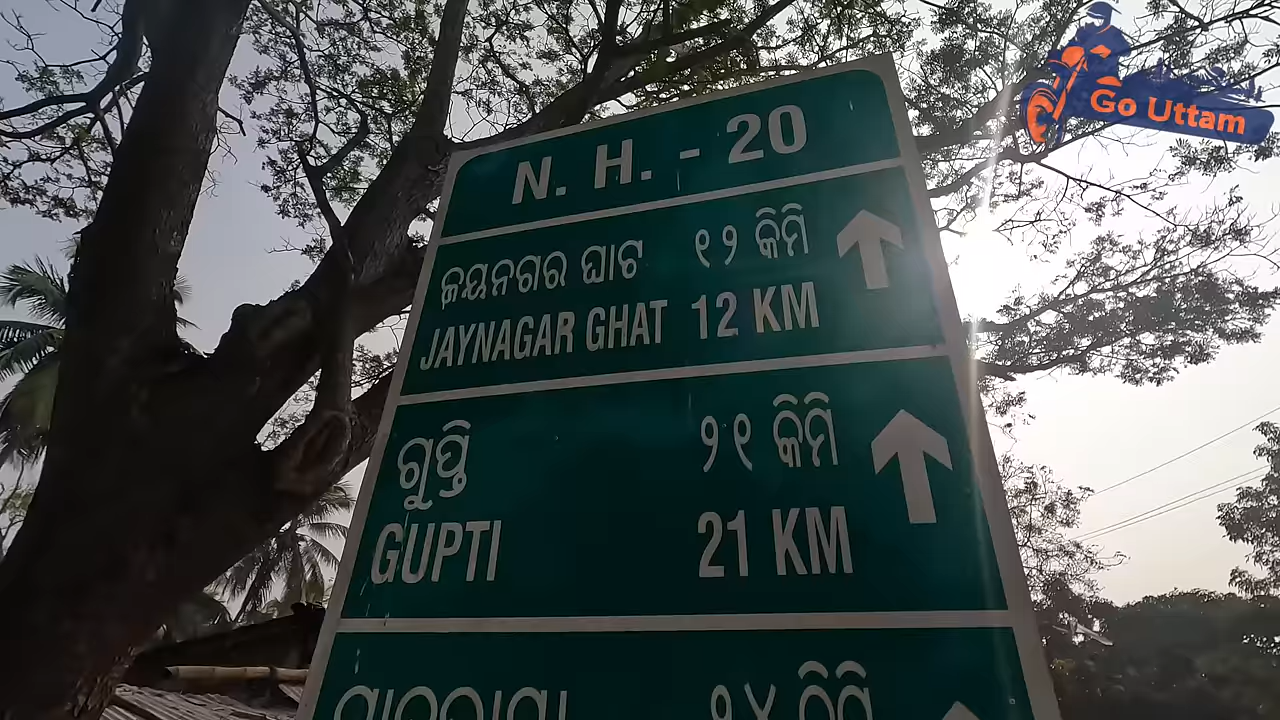 Go Uttam
N. H. - 20
ଜୟନଗର ଘାଟ ୧୨ କିମି
JAYNAGAR GHAT 12 KM
ଗୁପ୍ତି ୨୧ କିମି
GUPTI 21 KM